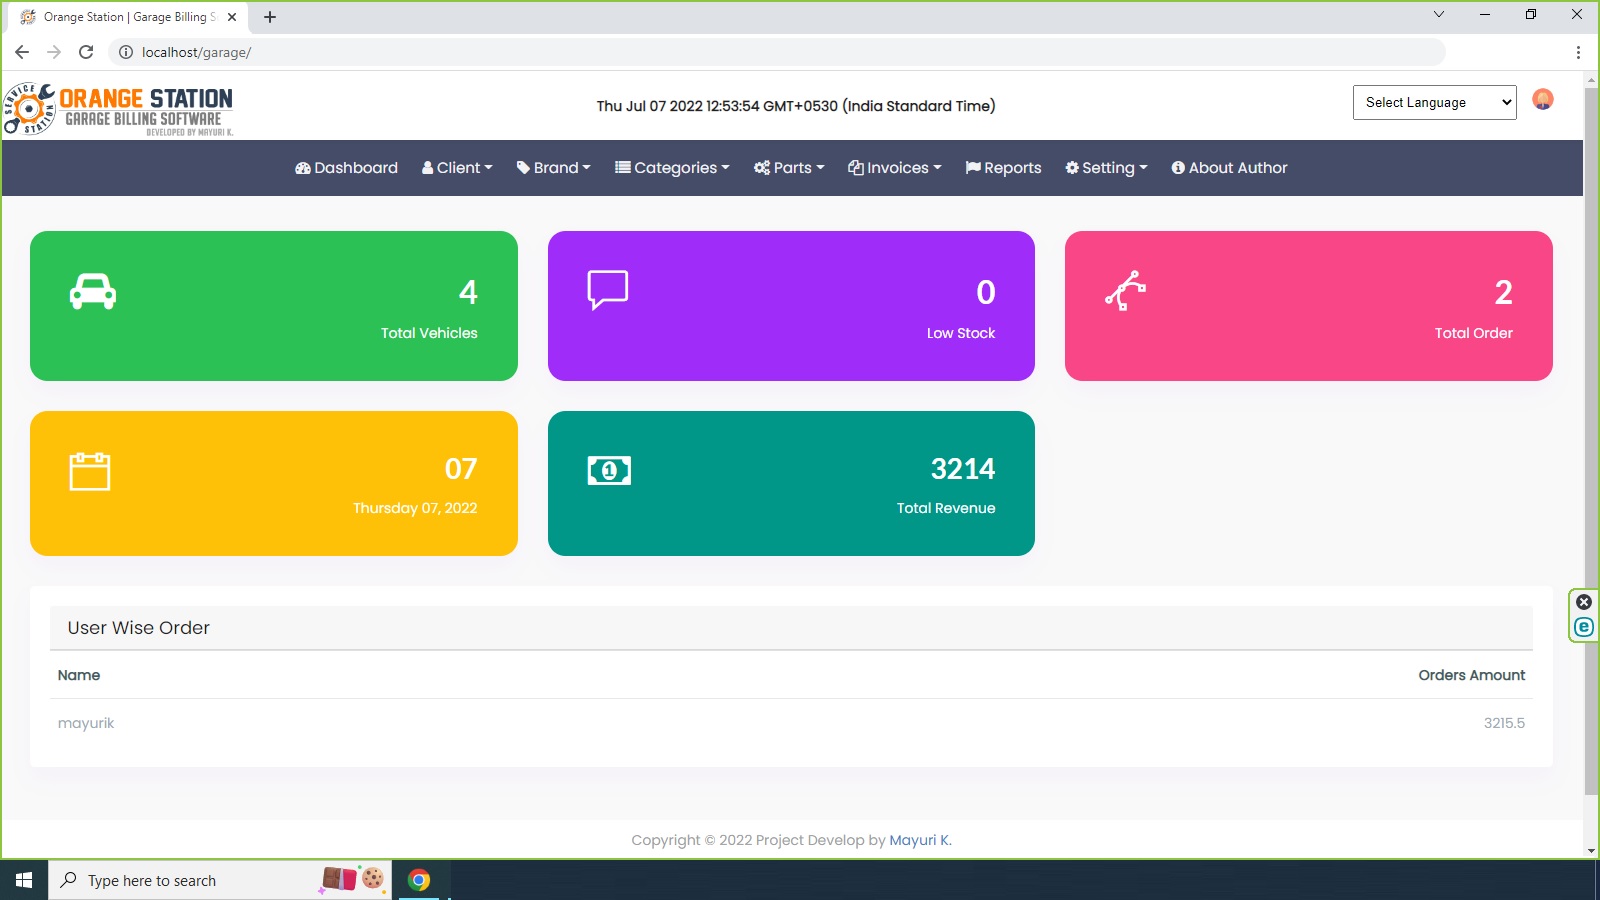 Orange Station | Garage Billing S
localhost/garage/
SERVICE STATION
ORANGE STATION
GARAGE BILLING SOFTWARE
DEVELOPED BY MAYURI K.
Thu Jul 07 2022 12:53:54 GMT+0530 (India Standard Time)
Select Language
Dashboard Client Brand Categories Parts Invoices Reports Setting About Author
4
Total Vehicles
0
Low Stock
2
Total Order
07
Thursday 07, 2022
1
3214
Total Revenue
User Wise Order
Name Orders Amount
mayurik 3215.5
Copyright © 2022 Project Develop by Mayuri K.
e
Type here to search